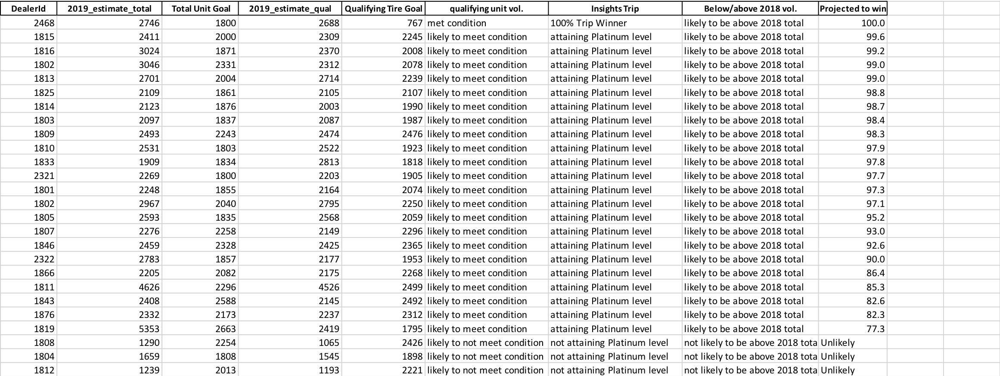 DealerId 2019_estimate_total Total Unit Goal 2019_estimate_qual Qualifying Tire Goal qualifying unit vol. Insights Trip Below/above 2018 vol. Projected to win
2468 2746 1800 2688 767 met condition 100% Trip Winner likely to be above 2018 total 100.0
1815 2411 2000 2309 2245 likely to meet condition attaining Platinum level likely to be above 2018 total 99.6
1816 3024 1871 2370 2008 likely to meet condition attaining Platinum level likely to be above 2018 total 99.2
1802 3046 2331 2312 2078 likely to meet condition attaining Platinum level likely to be above 2018 total 99.0
1813 2701 2004 2714 2239 likely to meet condition attaining Platinum level likely to be above 2018 total 99.0
1825 2109 1861 2105 2107 likely to meet condition attaining Platinum level likely to be above 2018 total 98.8
1814 2123 1876 2003 1990 likely to meet condition attaining Platinum level likely to be above 2018 total 98.7
1803 2097 1837 2087 1987 likely to meet condition attaining Platinum level likely to be above 2018 total 98.4
1809 2493 2243 2474 2476 likely to meet condition attaining Platinum level likely to be above 2018 total 98.3
1810 2531 1803 2522 1923 likely to meet condition attaining Platinum level likely to be above 2018 total 97.9
1833 1909 1834 2813 1818 likely to meet condition attaining Platinum level likely to be above 2018 total 97.8
2321 2269 1800 2203 1905 likely to meet condition attaining Platinum level likely to be above 2018 total 97.7
1801 2248 1855 2164 2074 likely to meet condition attaining Platinum level likely to be above 2018 total 97.3
1802 2967 2040 2795 2250 likely to meet condition attaining Platinum level likely to be above 2018 total 97.1
1805 2593 1835 2568 2059 likely to meet condition attaining Platinum level likely to be above 2018 total 95.2
1807 2276 2258 2149 2296 likely to meet condition attaining Platinum level likely to be above 2018 total 93.0
1846 2459 2328 2425 2365 likely to meet condition attaining Platinum level likely to be above 2018 total 92.6
2322 2783 1857 2177 1953 likely to meet condition attaining Platinum level likely to be above 2018 total 90.0
1866 2205 2082 2175 2268 likely to meet condition attaining Platinum level likely to be above 2018 total 86.4
1811 4626 2296 4526 2499 likely to meet condition attaining Platinum level likely to be above 2018 total 85.3
1843 2408 2588 2145 2492 likely to meet condition attaining Platinum level likely to be above 2018 total 82.6
1876 2332 2173 2237 2312 likely to meet condition attaining Platinum level likely to be above 2018 total 82.3
1819 5353 2663 2419 1795 likely to meet condition attaining Platinum level likely to be above 2018 total 77.3
1808 1290 2254 1065 2426 likely to not meet condition not attaining Platinum level not likely to be above 2018 tota Unlikely
1804 1659 1808 1545 1898 likely to not meet condition not attaining Platinum level not likely to be above 2018 tota Unlikely
1812 1239 2013 1193 2221 likely to not meet condition not attaining Platinum level not likely to be above 2018 tota Unlikely